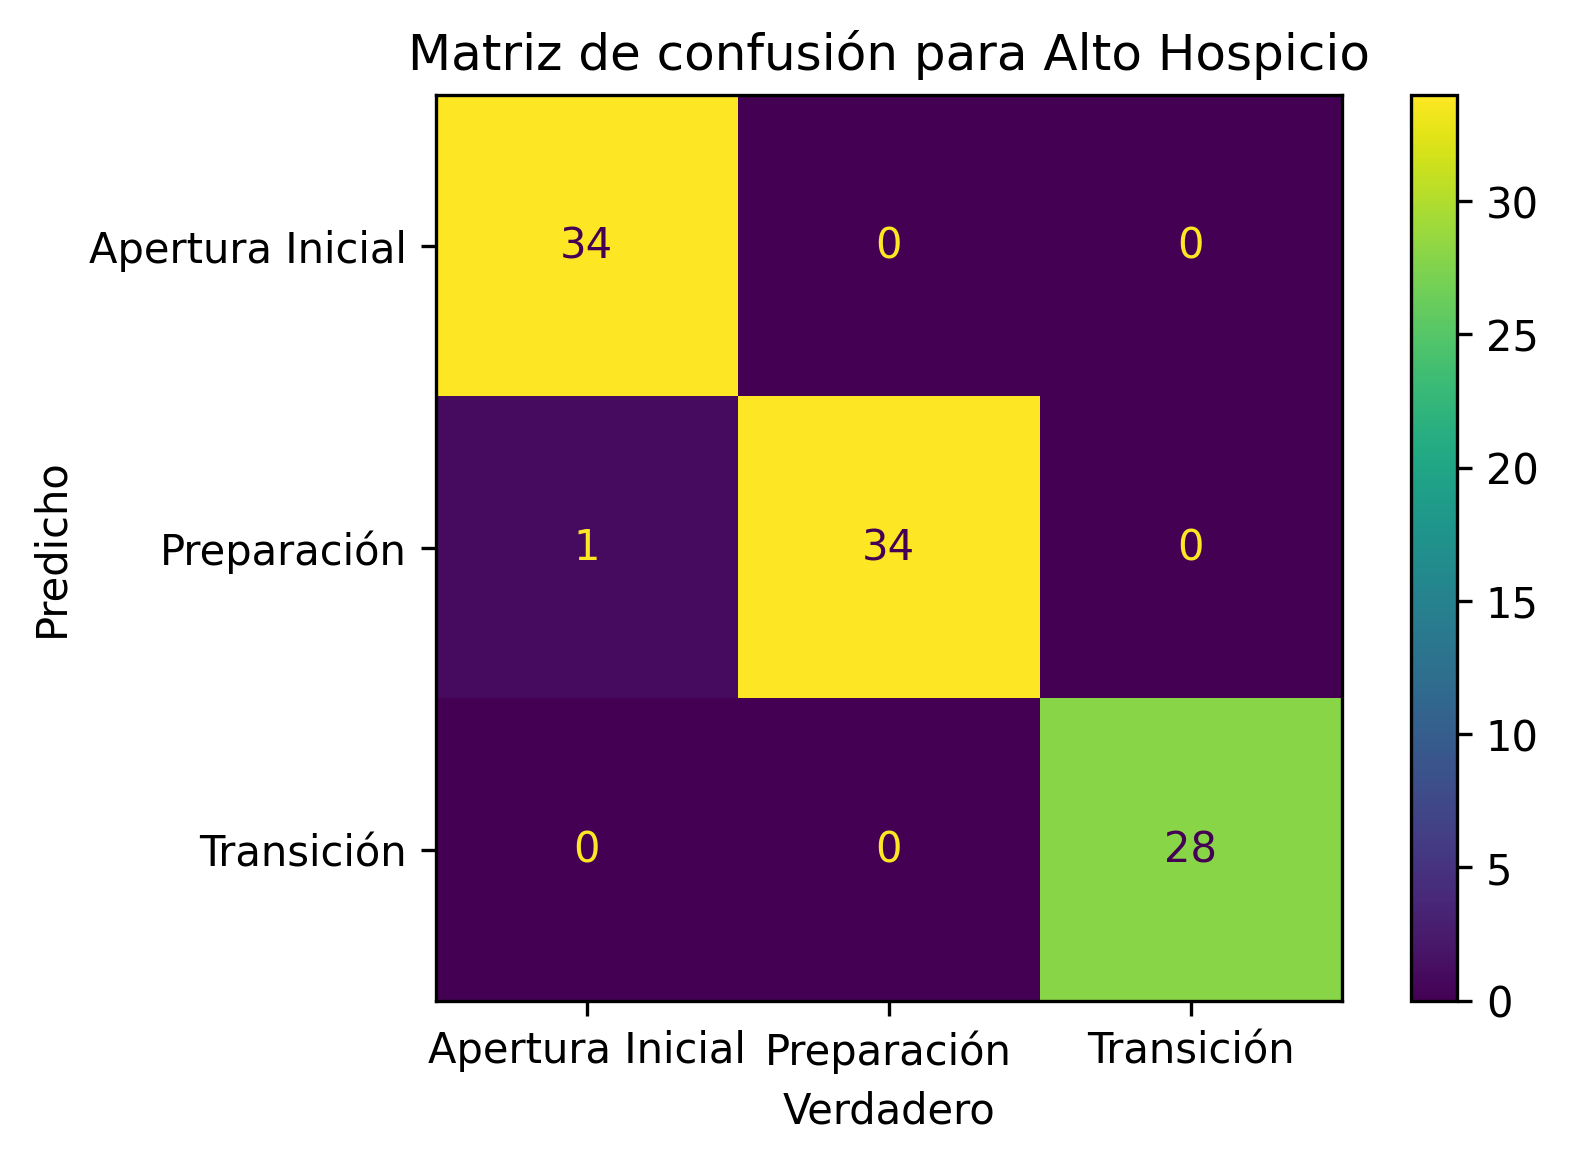 Matriz de confusión para Alto Hospicio
Predicho
Apertura Inicial
34 0 0
Preparación
1 34 0
Transición
0 0 28
Apertura Inicial Preparación Transición
Verdadero
30
25
20
15
10
5
0